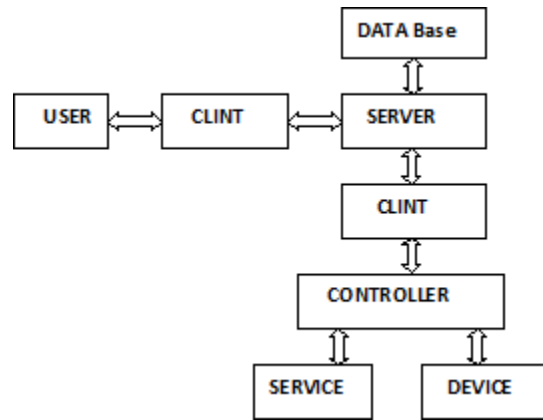 DATA Base
USER
CLINT
SERVER
CLINT
CONTROLLER
SERVICE
DEVICE